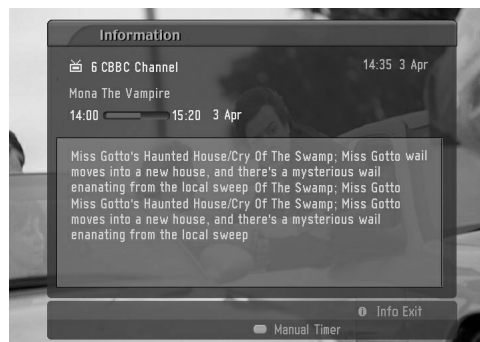 Information
6 CBBC Channel 14:35 3 Apr
Mona The Vampire
14:00 15:20 3 Apr
Miss Gotto's Haunted House/Cry Of The Swamp; Miss Gotto wail
moves into a new house, and there's a mysterious wail
enanating from the local sweep Of The Swamp; Miss Gotto
Miss Gotto's Haunted House/Cry Of The Swamp; Miss Gotto
moves into a new house, and there's a mysterious wail
enanating from the local sweep
i Info Exit
Manual Timer